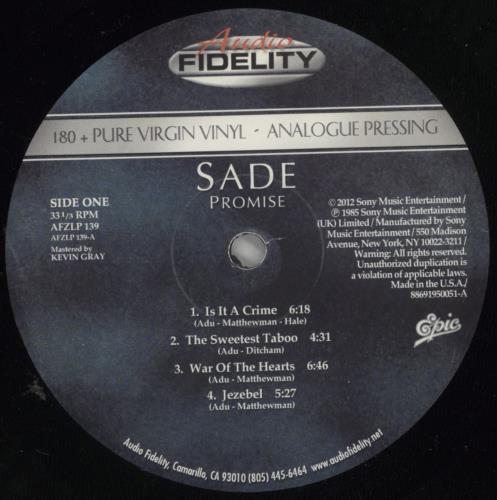 Audio
FIDELITY
180 + PURE VIRGIN VINYL - ANALOGUE PRESSING
SADE
PROMISE
SIDE ONE
33 1/3 RPM
AFZLP 139
AFZLP 139-A
Mastered by
KEVIN GRAY
© 2012 Sony Music Entertainment /
℗ 1985 Sony Music Entertainment
(UK) Limited / Manufactured by Sony
Music Entertainment / 550 Madison
Avenue, New York, NY 10022-3211 /
Warning: All rights reserved.
Unauthorized duplication is
a violation of applicable laws.
Made in the U.S.A./
88691950051-A
Epic
1. Is It A Crime 6:18
(Adu - Matthewman - Hale)
2. The Sweetest Taboo 4:31
(Adu - Ditcham)
3. War Of The Hearts 6:46
(Adu - Matthewman)
4. Jezebel 5:27
(Adu - Matthewman)
Audio Fidelity, Camarillo, CA 93010 (805) 445-6464 www.audiofidelity.net